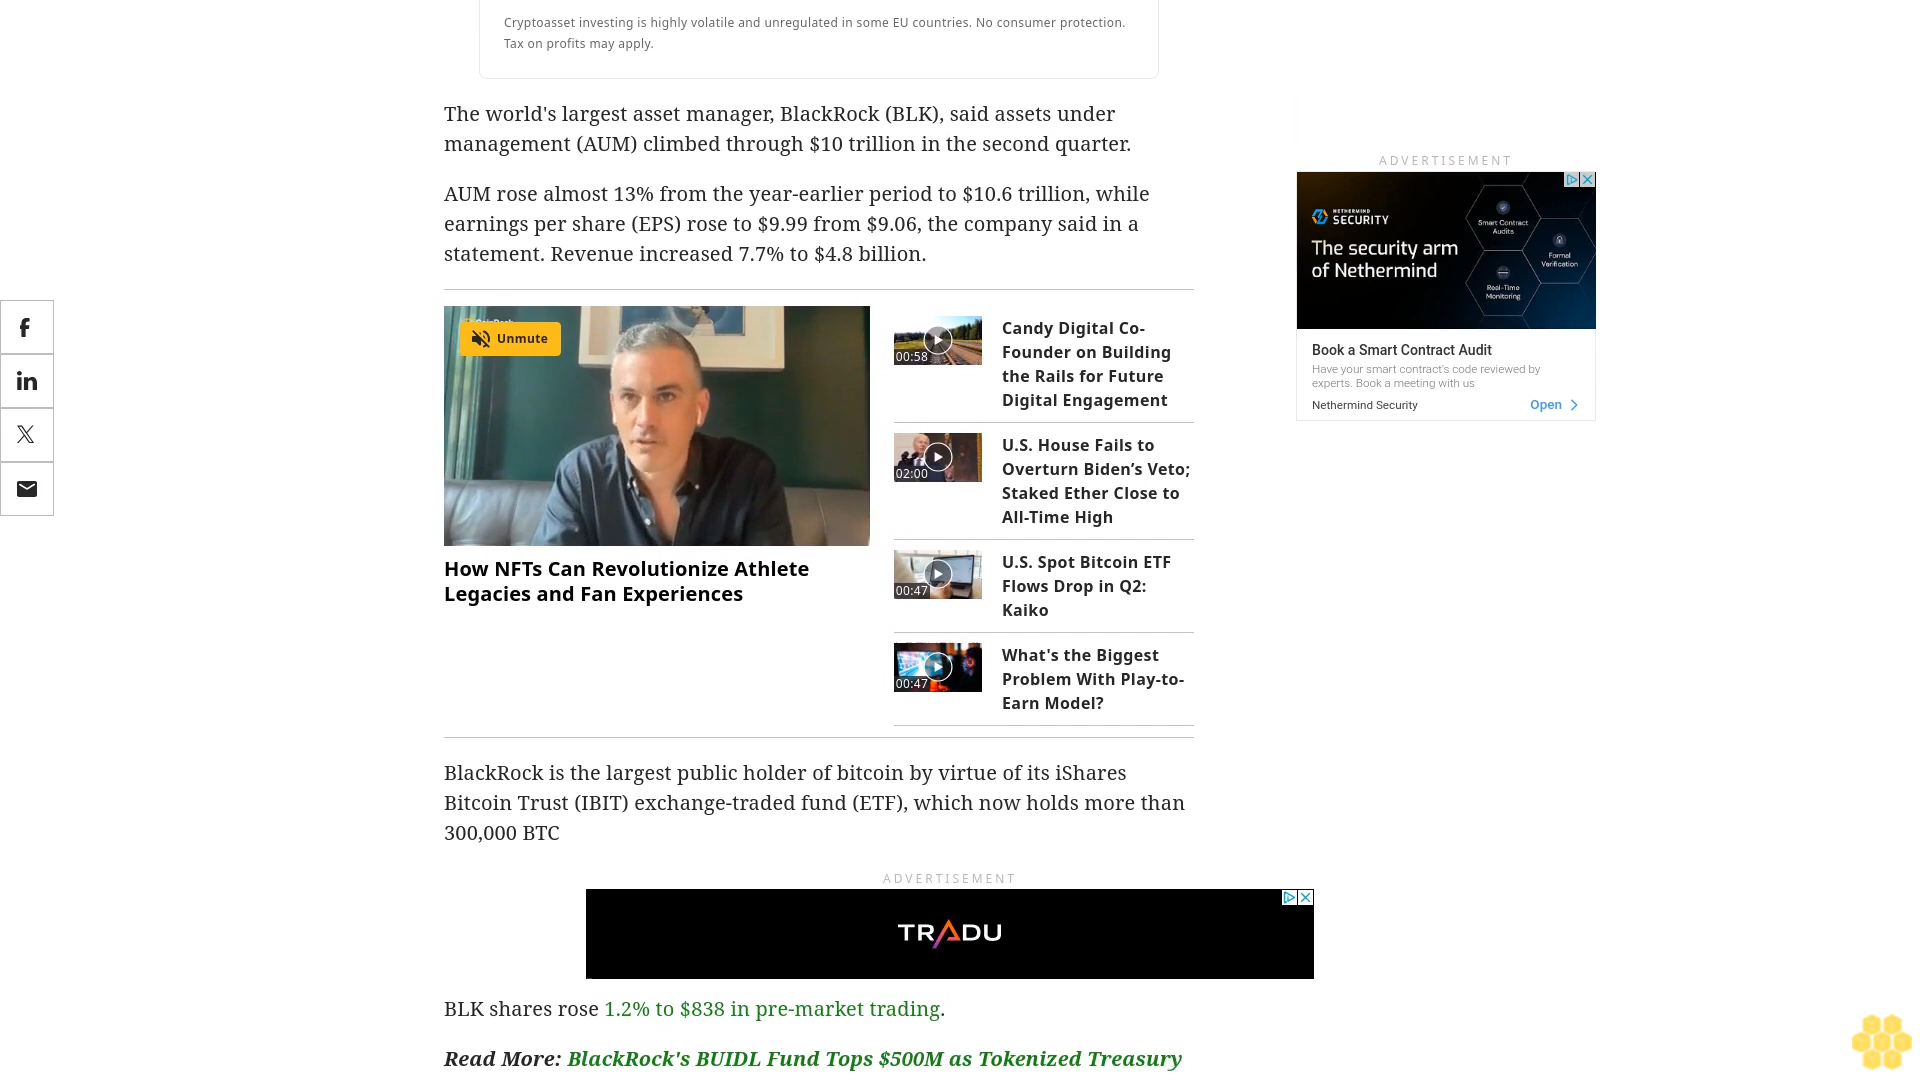 Cryptoasset investing is highly volatile and unregulated in some EU countries. No consumer protection.
Tax on profits may apply.
The world's largest asset manager, BlackRock (BLK), said assets under
management (AUM) climbed through $10 trillion in the second quarter.
AUM rose almost 13% from the year-earlier period to $10.6 trillion, while
earnings per share (EPS) rose to $9.99 from $9.06, the company said in a
statement. Revenue increased 7.7% to $4.8 billion.
Unmute
How NFTs Can Revolutionize Athlete
Legacies and Fan Experiences
00:58
Candy Digital Co-
Founder on Building
the Rails for Future
Digital Engagement
02:00
U.S. House Fails to
Overturn Biden’s Veto;
Staked Ether Close to
All-Time High
00:47
U.S. Spot Bitcoin ETF
Flows Drop in Q2:
Kaiko
00:47
What's the Biggest
Problem With Play-to-
Earn Model?
BlackRock is the largest public holder of bitcoin by virtue of its iShares
Bitcoin Trust (IBIT) exchange-traded fund (ETF), which now holds more than
300,000 BTC
ADVERTISEMENT
TRADU
BLK shares rose 1.2% to $838 in pre-market trading.
Read More: BlackRock's BUIDL Fund Tops $500M as Tokenized Treasury
ADVERTISEMENT
NETHERMIND
SECURITY
The security arm
of Nethermind
Smart Contract
Audits
Formal
Verification
Real-Time
Monitoring
Book a Smart Contract Audit
Have your smart contract's code reviewed by
experts. Book a meeting with us
Nethermind Security
Open